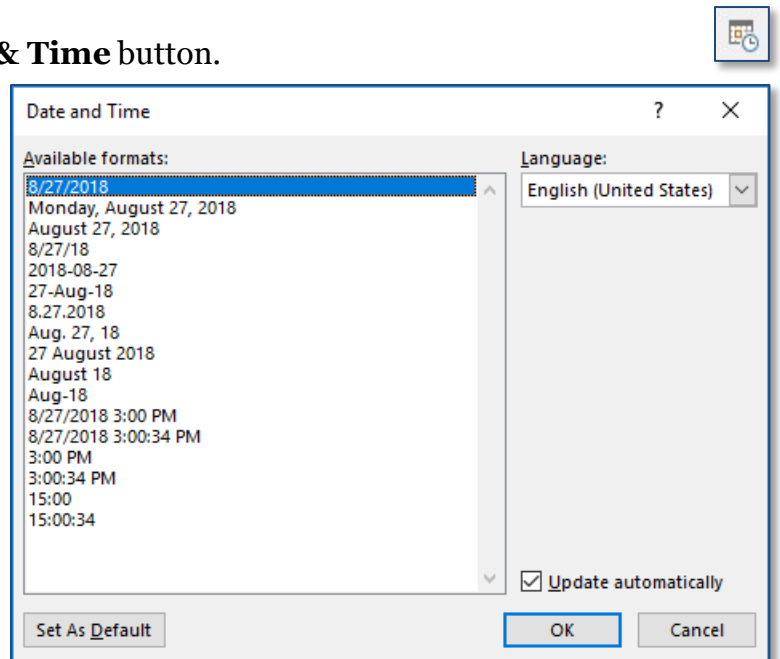 & Time button.
Date and Time ?
Available formats:
Language:
8/27/2018
English (United States)
Monday, August 27, 2018
August 27, 2018
8/27/18
2018-08-27
27-Aug-18
8.27.2018
Aug. 27, 18
27 August 2018
August 18
Aug-18
8/27/2018 3:00 PM
8/27/2018 3:00:34 PM
3:00 PM
3:00:34 PM
15:00
15:00:34
Update automatically
Set As Default
OK
Cancel